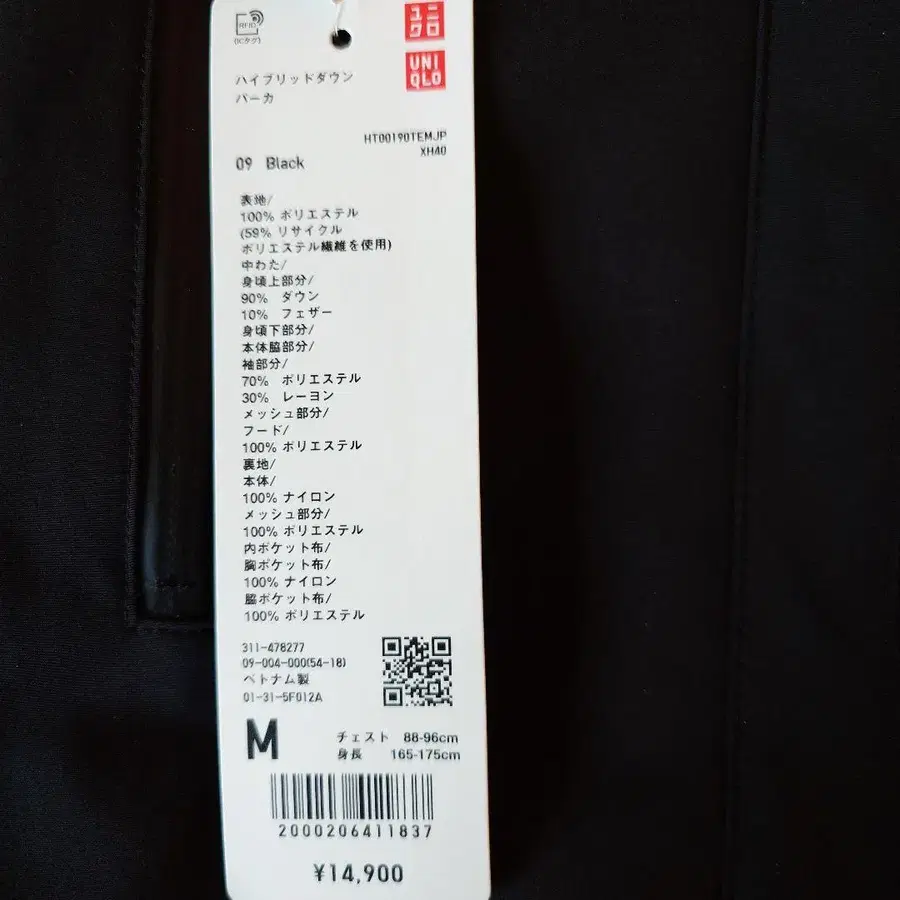 RFID
(ICタグ)
ユニ
クロ
UNI
QLO
ハイブリッドダウン
パーカ
HT00190TEMJP
XH40
09 Black
表地/
100% ポリエステル
(59% リサイクル
ポリエステル繊維を使用)
中わた/
身頃上部分/
90% ダウン
10% フェザー
身頃下部分/
本体脇部分/
袖部分/
70% ポリエステル
30% レーヨン
メッシュ部分/
フード/
100% ポリエステル
裏地/
本体/
100% ナイロン
メッシュ部分/
100% ポリエステル
内ポケット布/
胸ポケット布/
100% ナイロン
脇ポケット布/
100% ポリエステル
311-478277
09-004-000(54-18)
ベトナム製
01-31-5F012A
M
チェスト 88-96cm
身長 165-175cm
2000206411837
¥14,900